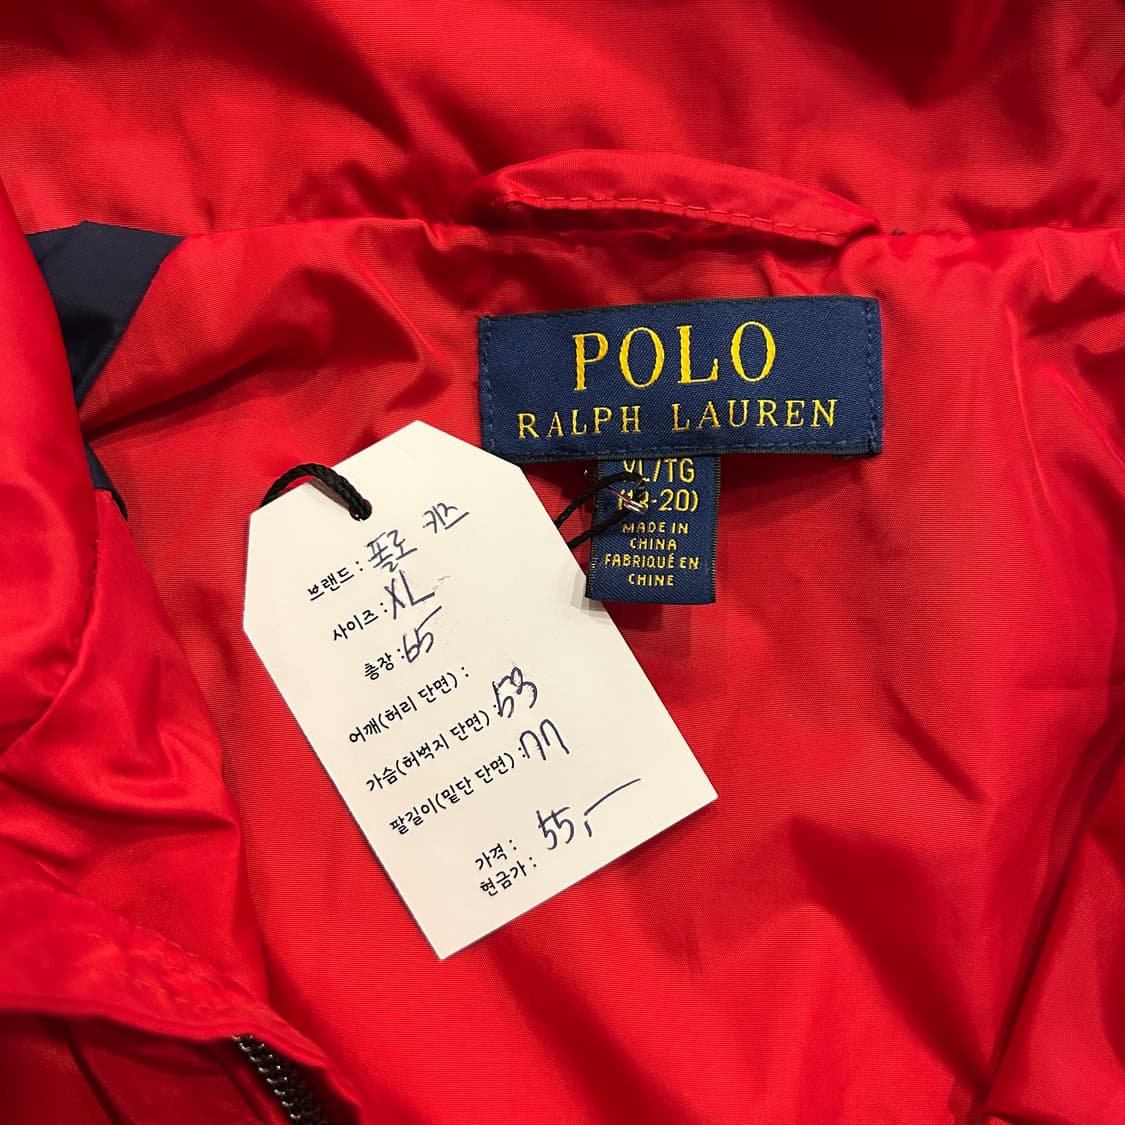 POLO
RALPH LAUREN
XL/TG
(18-20)
MADE IN
CHINA
FABRIQUÉ EN
CHINE
브랜드 : 폴로 키즈
사이즈 : XL
총장 : 65
어깨(허리 단면) :
가슴(허벅지 단면) : 53
팔길이(밑단 단면) : 77
가격 : 55,-
현금가 :